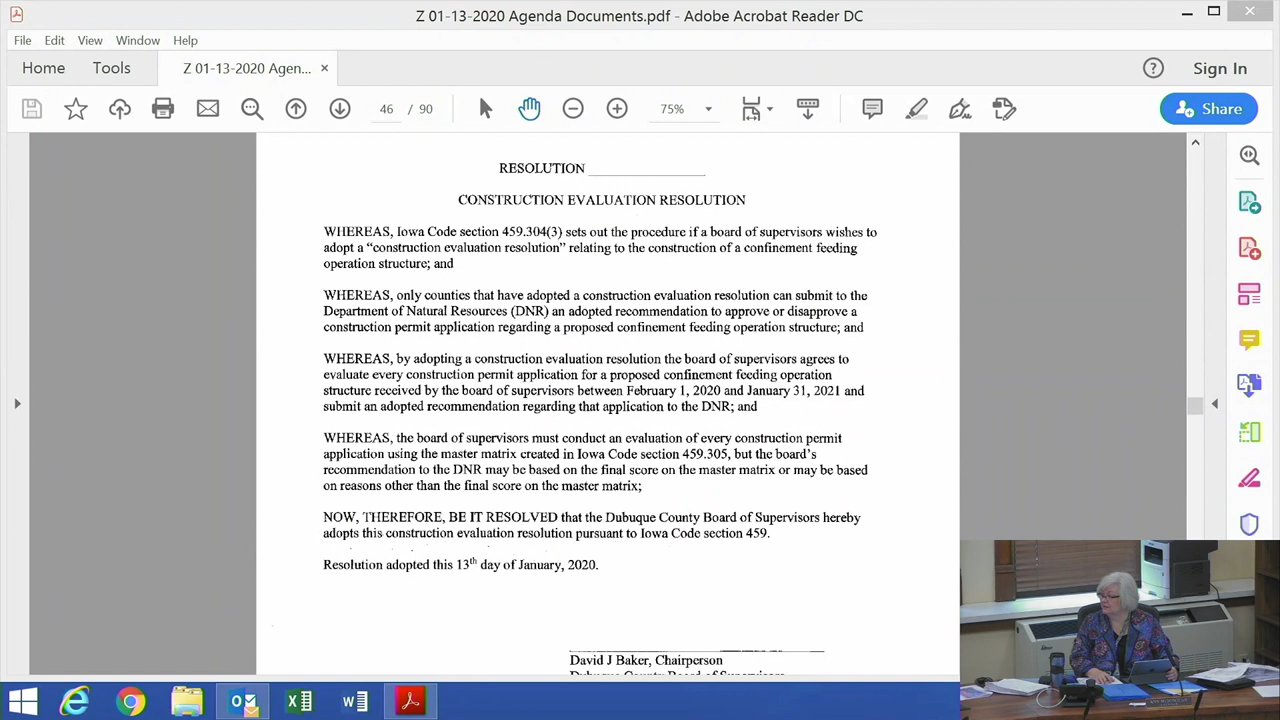 Z 01-13-2020 Agenda Documents.pdf - Adobe Acrobat Reader DC
File Edit View Window Help
Home Tools Z 01-13-2020 Agen... × Sign In
46 / 90 75% Share
RESOLUTION
CONSTRUCTION EVALUATION RESOLUTION
WHEREAS, Iowa Code section 459.304(3) sets out the procedure if a board of supervisors wishes to
adopt a “construction evaluation resolution” relating to the construction of a confinement feeding
operation structure; and
WHEREAS, only counties that have adopted a construction evaluation resolution can submit to the
Department of Natural Resources (DNR) an adopted recommendation to approve or disapprove a
construction permit application regarding a proposed confinement feeding operation structure; and
WHEREAS, by adopting a construction evaluation resolution the board of supervisors agrees to
evaluate every construction permit application for a proposed confinement feeding operation
structure received by the board of supervisors between February 1, 2020 and January 31, 2021 and
submit an adopted recommendation regarding that application to the DNR; and
WHEREAS, the board of supervisors must conduct an evaluation of every construction permit
application using the master matrix created in Iowa Code section 459.305, but the board’s
recommendation to the DNR may be based on the final score on the master matrix or may be based
on reasons other than the final score on the master matrix;
NOW, THEREFORE, BE IT RESOLVED that the Dubuque County Board of Supervisors hereby
adopts this construction evaluation resolution pursuant to Iowa Code section 459.
Resolution adopted this 13th day of January, 2020.
David J Baker, Chairperson
Dubuque County Board of Supervisors